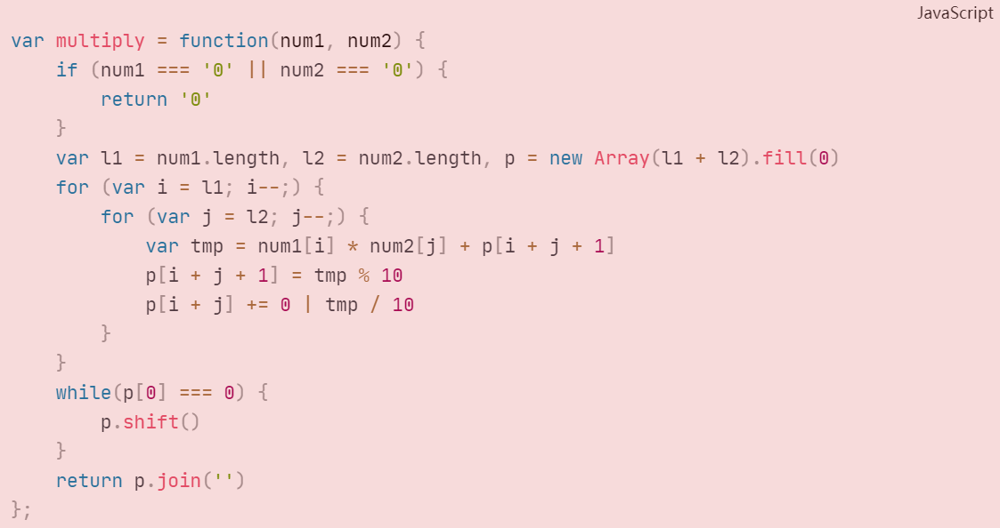 JavaScript
var multiply = function(num1, num2) {
    if (num1 === '0' || num2 === '0') {
        return '0'
    }
    var l1 = num1.length, l2 = num2.length, p = new Array(l1 + l2).fill(0)
    for (var i = l1; i--;) {
        for (var j = l2; j--;) {
            var tmp = num1[i] * num2[j] + p[i + j + 1]
            p[i + j + 1] = tmp % 10
            p[i + j] += 0 | tmp / 10
        }
    }
    while(p[0] === 0) {
        p.shift()
    }
    return p.join('')
};